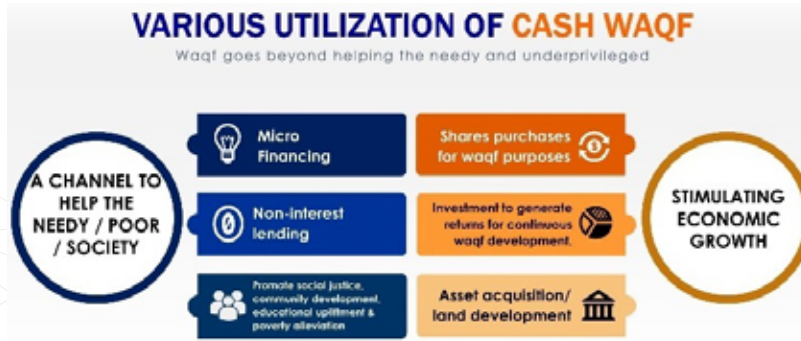 VARIOUS UTILIZATION OF CASH WAQF
Waqf goes beyond helping the needy and underprivileged
A CHANNEL TO
HELP THE
NEEDY / POOR
/ SOCIETY
Micro
Financing
Non-interest
lending
Promote social justice,
community development,
educational upliftment &
poverty alleviation
Shares purchases
for waqf purposes
Investment to generate
returns for continuous
waqf development.
Asset acquisition/
land development
STIMULATING
ECONOMIC
GROWTH